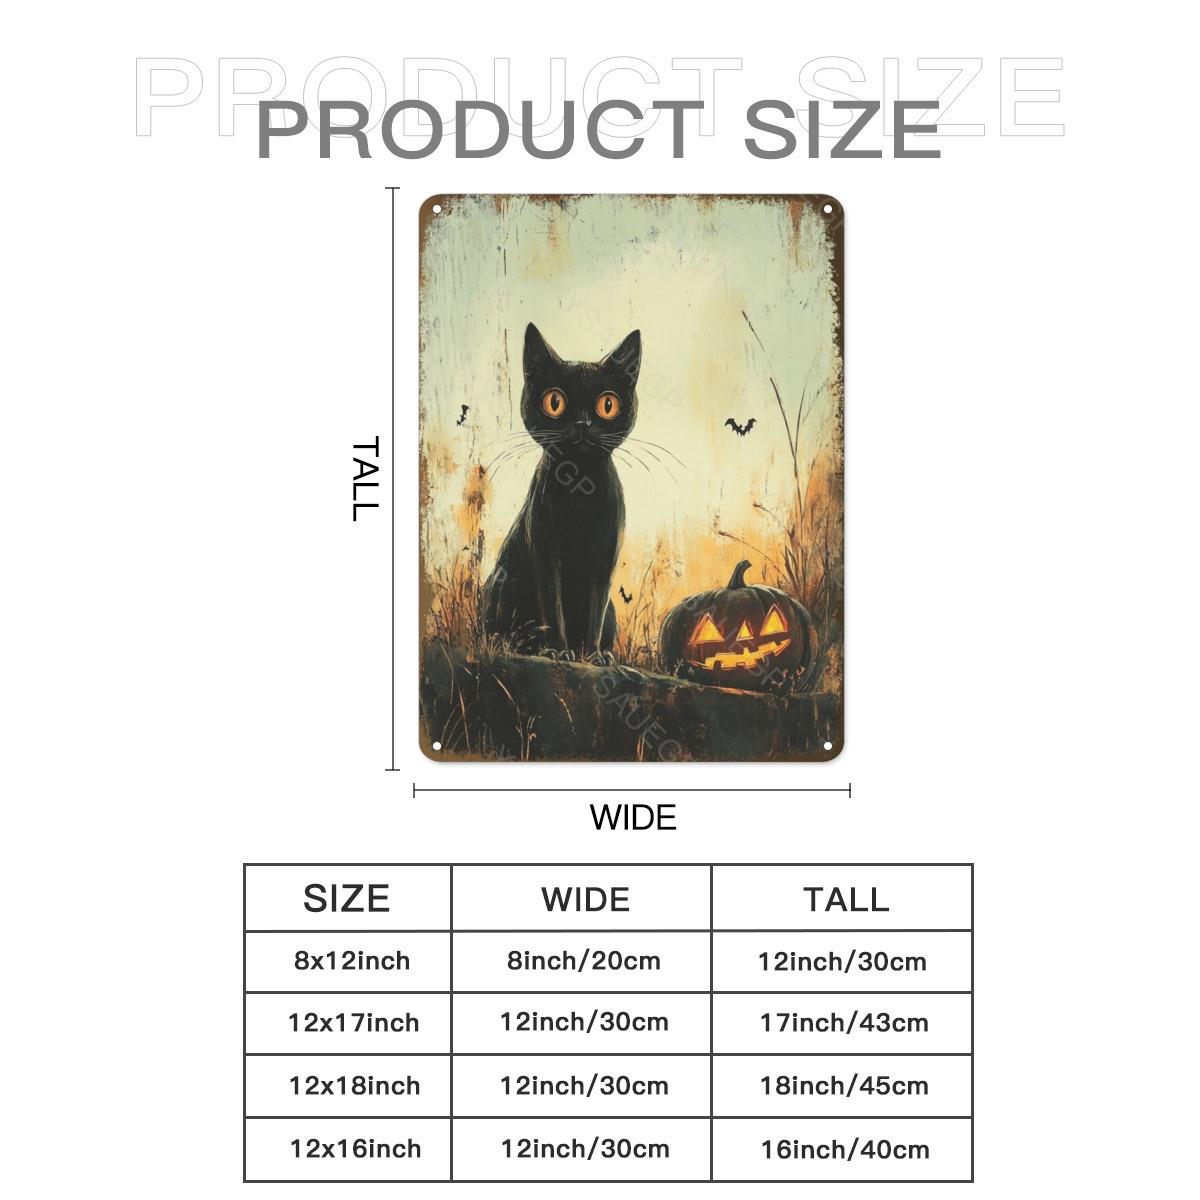 PRODUCT SIZE
PRODUCT SIZE
TALL
WIDE
SIZE WIDE TALL
8x12inch 8inch/20cm 12inch/30cm
12x17inch 12inch/30cm 17inch/43cm
12x18inch 12inch/30cm 18inch/45cm
12x16inch 12inch/30cm 16inch/40cm